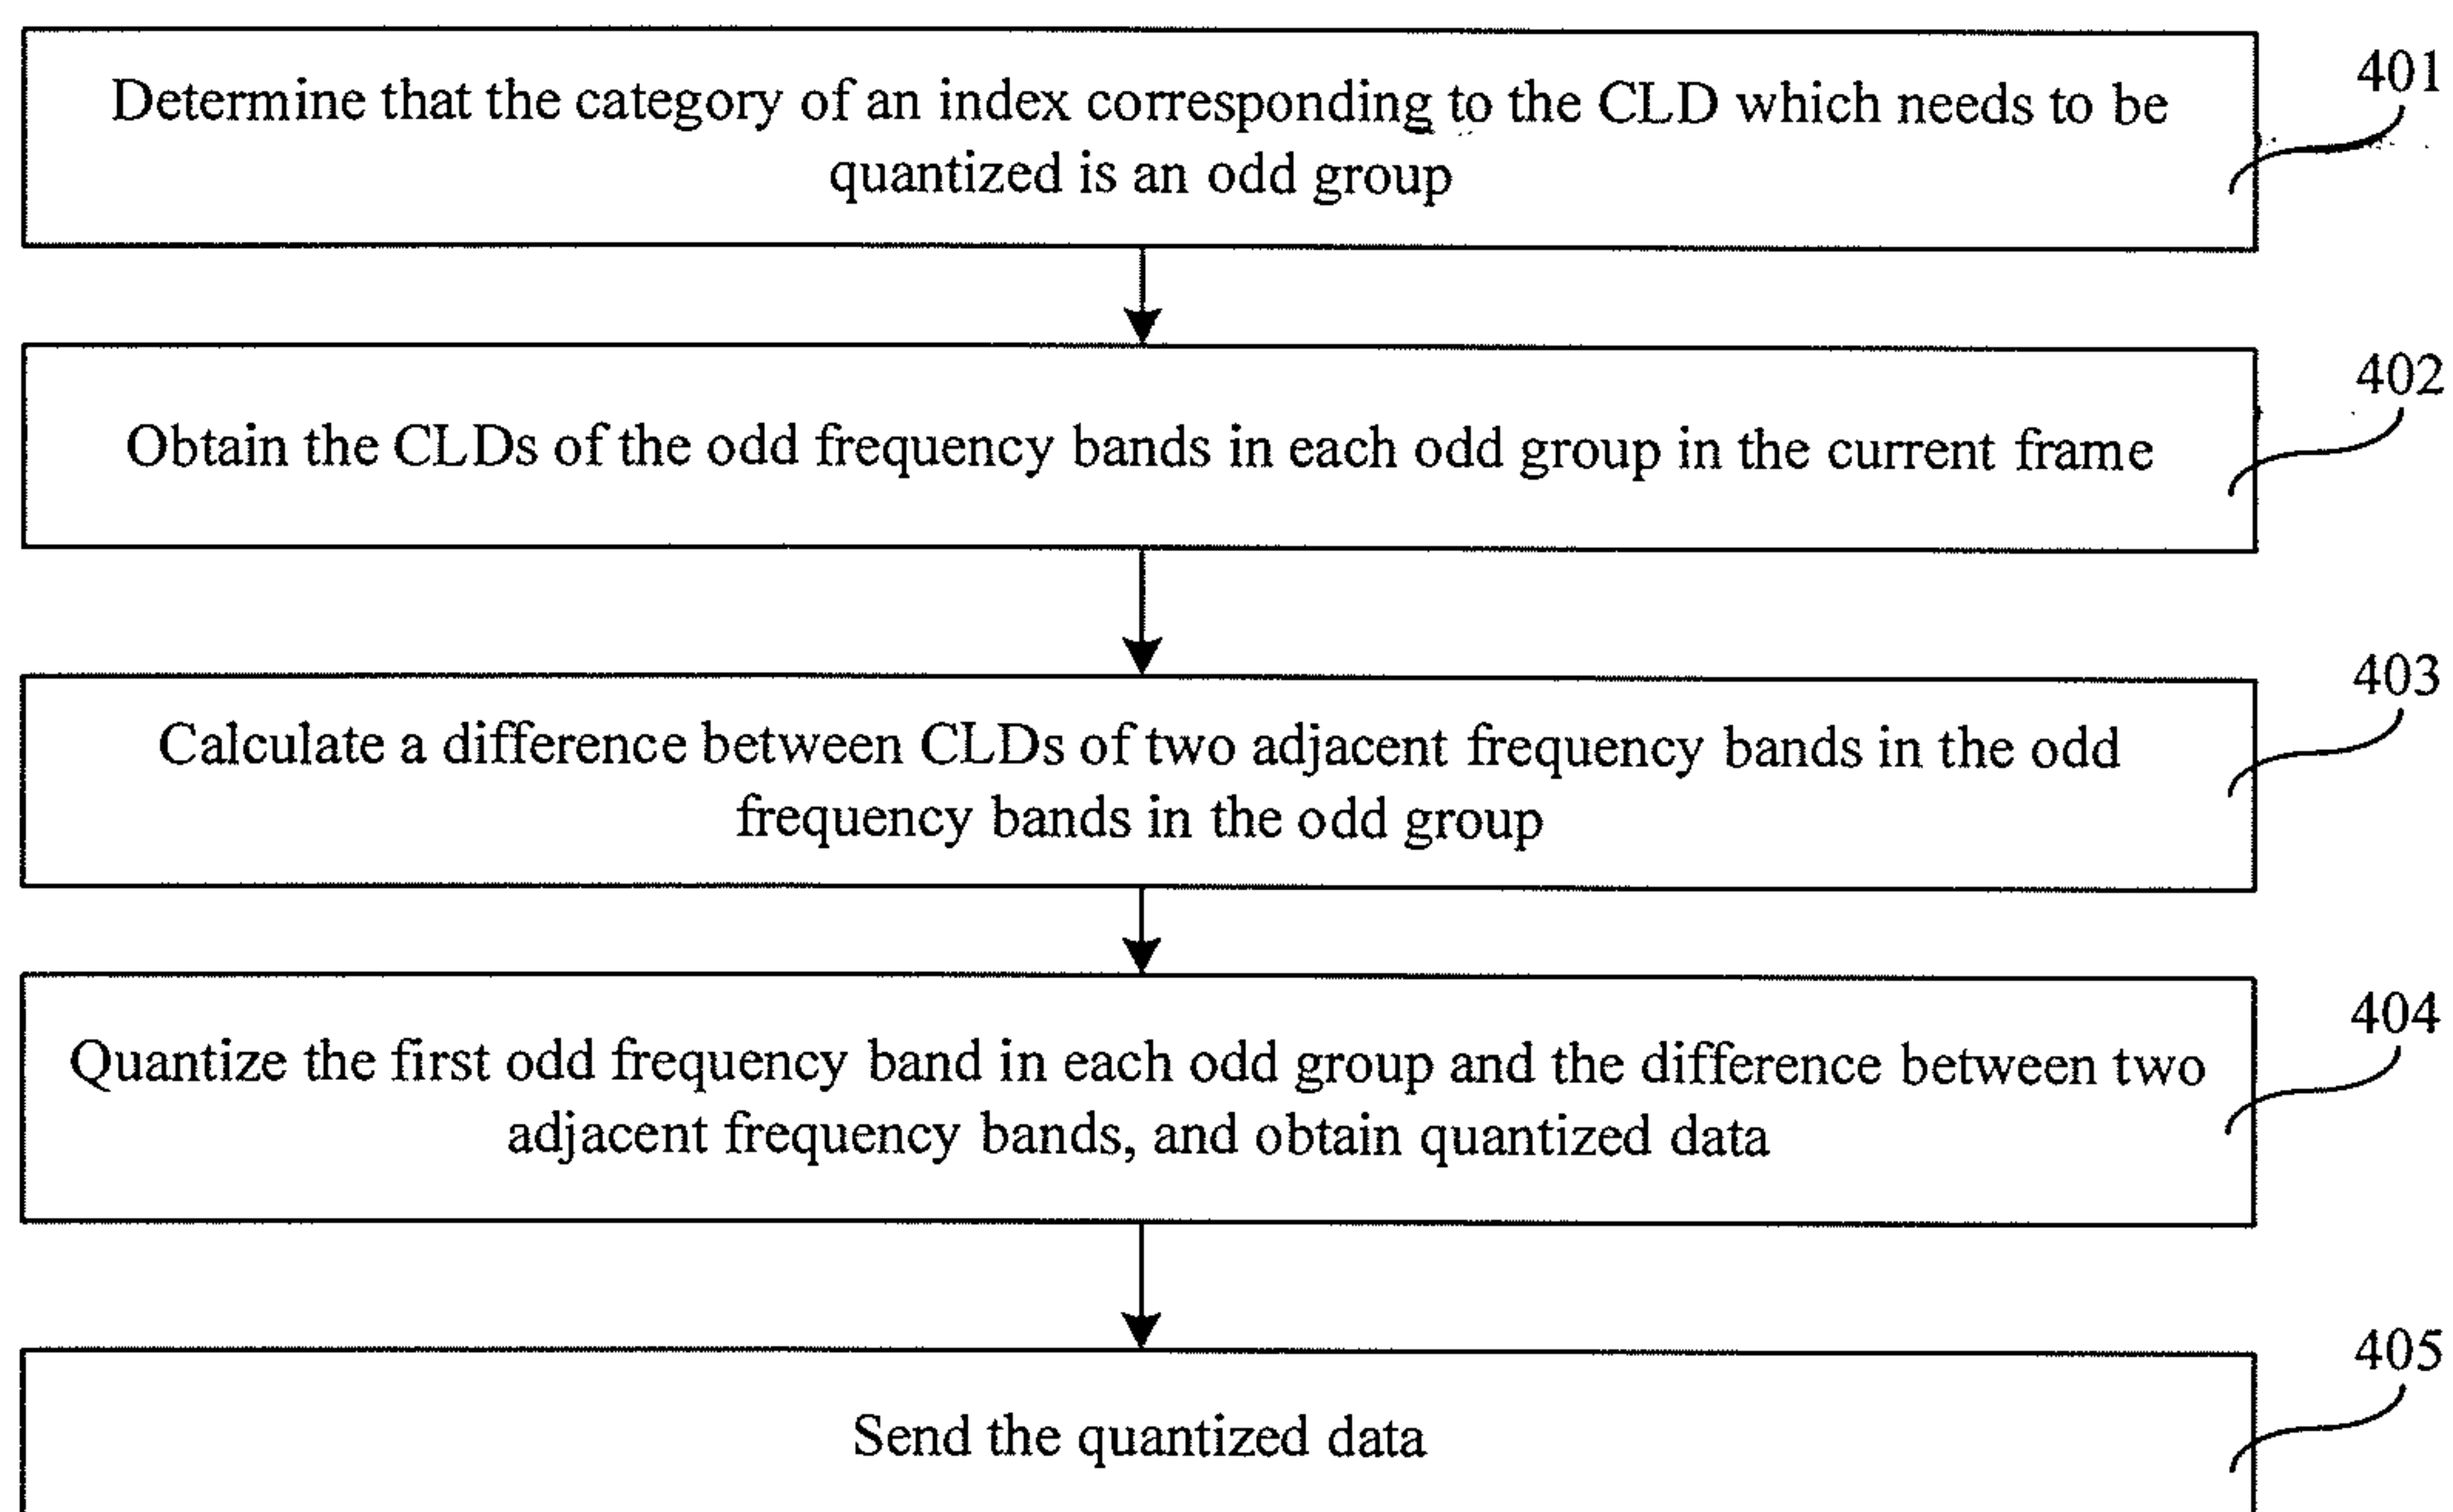 Determine that the category of an index corresponding to the CLD which needs to be
quantized is an odd group
401
Obtain the CLDs of the odd frequency bands in each odd group in the current frame
402
Calculate a difference between CLDs of two adjacent frequency bands in the odd
frequency bands in the odd group
403
Quantize the first odd frequency band in each odd group and the difference between two
adjacent frequency bands, and obtain quantized data
404
Send the quantized data
405